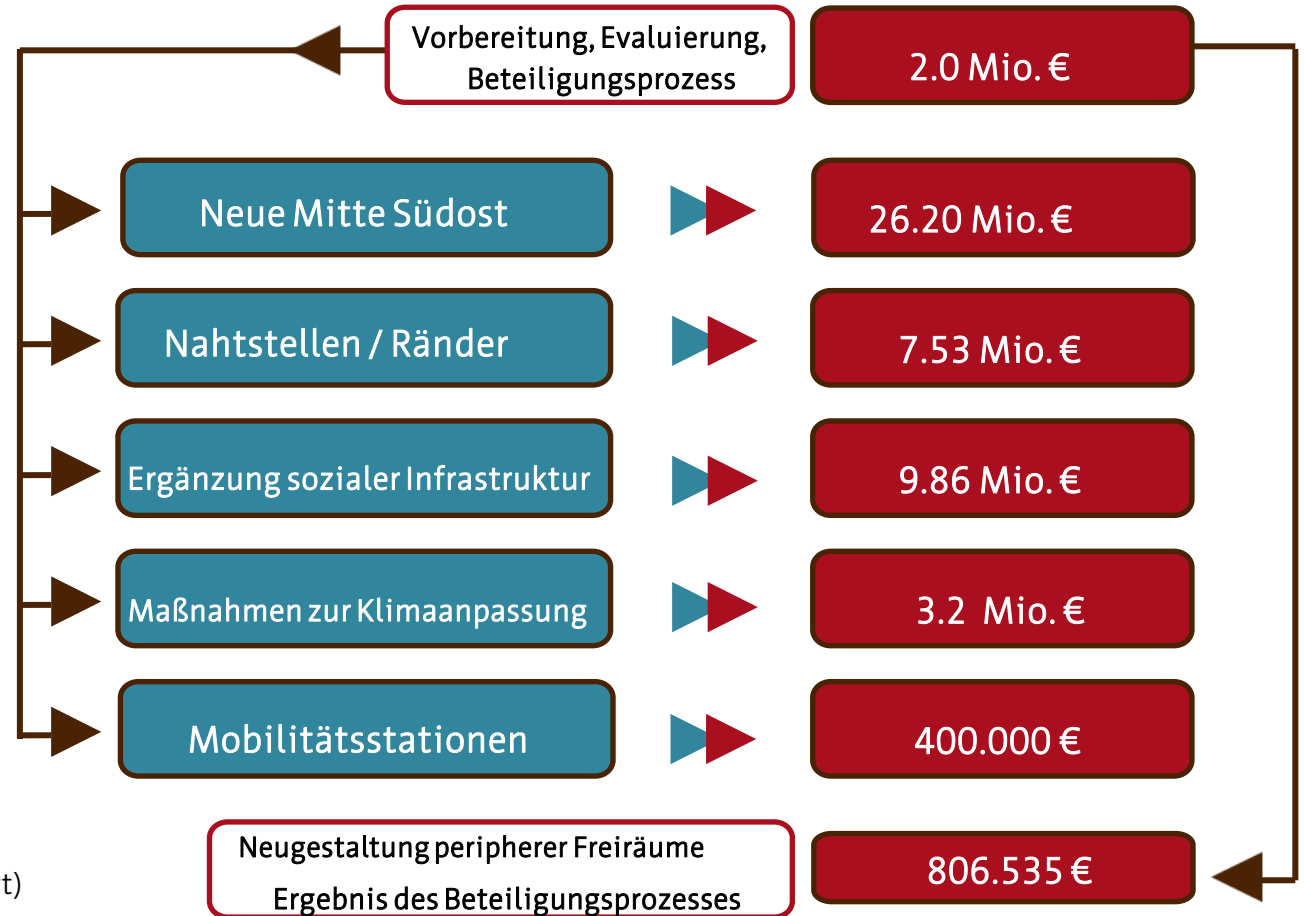 Vorbereitung, Evaluierung,
Beteiligungsprozess
2.0 Mio. €
Neue Mitte Südost
26.20 Mio. €
Nahtstellen / Ränder
7.53 Mio. €
Ergänzung sozialer Infrastruktur
9.86 Mio. €
Maßnahmen zur Klimaanpassung
3.2 Mio. €
Mobilitätsstationen
400.000 €
Neugestaltung peripherer Freiräume
Ergebnis des Beteiligungsprozesses
806.535 €